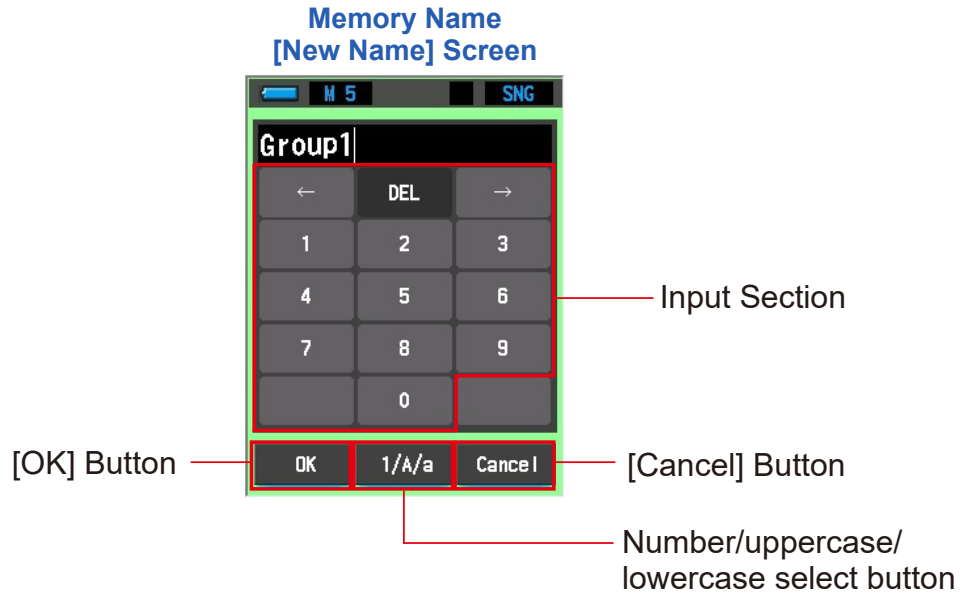 Memory Name
[New Name] Screen
M 5 SNG
Group1
← DEL →
1 2 3
4 5 6
Input Section
7 8 9
0
[OK] Button
OK 1/A/a Cancel
[Cancel] Button
Number/uppercase/
lowercase select button